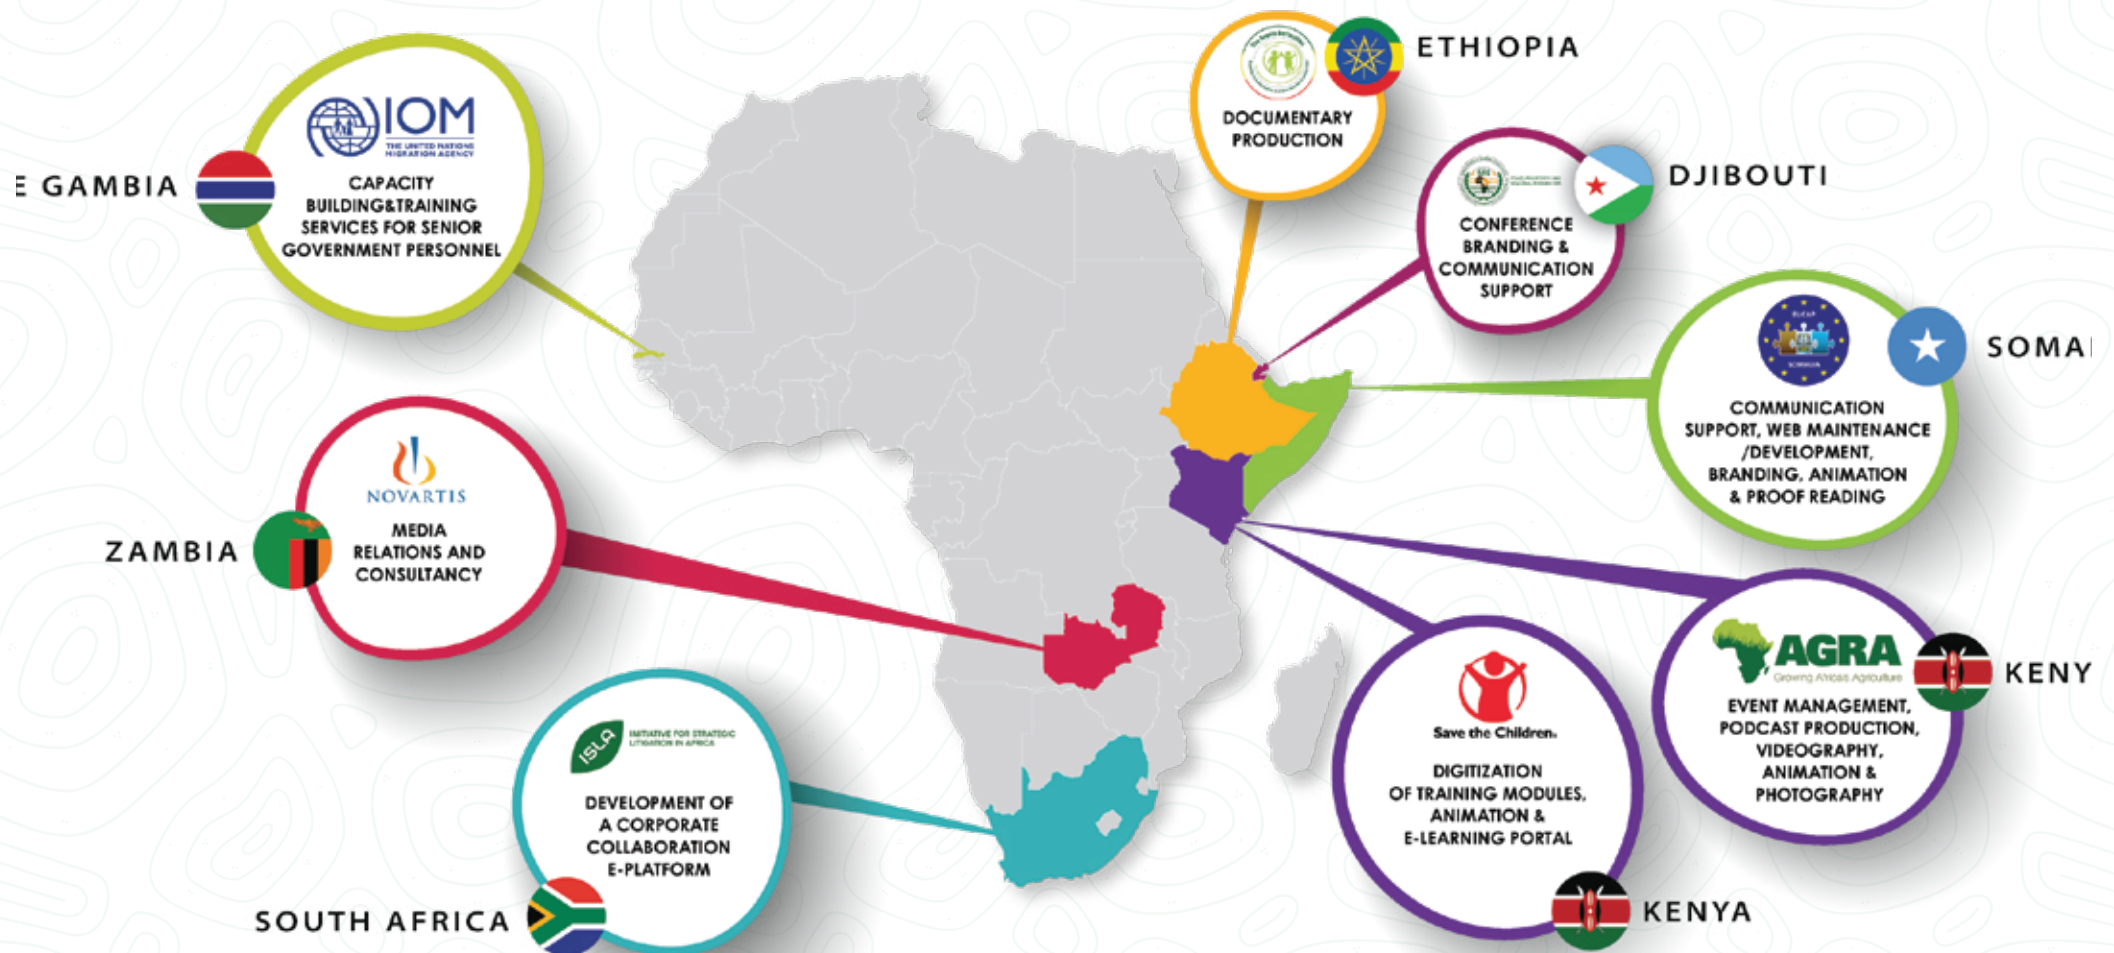 E GAMBIA
IOM
THE UNITED NATIONS
MIGRATION AGENCY
CAPACITY
BUILDING&TRAINING
SERVICES FOR SENIOR
GOVERNMENT PERSONNEL
ETHIOPIA
DOCUMENTARY
PRODUCTION
DJIBOUTI
CONFERENCE
BRANDING &
COMMUNICATION
SUPPORT
SOMA
COMMUNICATION
SUPPORT, WEB MAINTENANCE
/DEVELOPMENT,
BRANDING, ANIMATION
& PROOF READING
ZAMBIA
NOVARTIS
MEDIA
RELATIONS AND
CONSULTANCY
KENY
AGRA
Growing Africa's Agriculture
EVENT MANAGEMENT,
PODCAST PRODUCTION,
VIDEOGRAPHY,
ANIMATION &
PHOTOGRAPHY
Save the Children.
DIGITIZATION
OF TRAINING MODULES,
ANIMATION &
E-LEARNING PORTAL
KENYA
ISLA
INITIATIVE FOR STRATEGIC
LITIGATION IN AFRICA
DEVELOPMENT OF
A CORPORATE
COLLABORATION
E-PLATFORM
SOUTH AFRICA